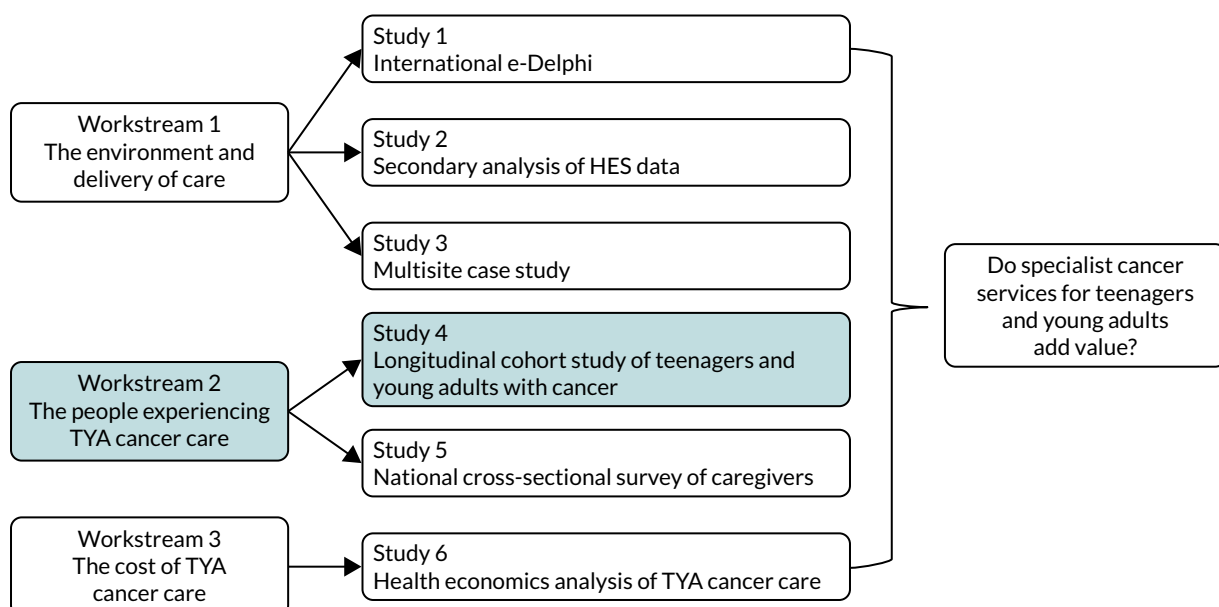 Workstream 1
The environment and
delivery of care
Study 1
International e-Delphi
Study 2
Secondary analysis of HES data
Study 3
Multisite case study
Workstream 2
The people experiencing
TYA cancer care
Study 4
Longitudinal cohort study of teenagers and
young adults with cancer
Study 5
National cross-sectional survey of caregivers
Workstream 3
The cost of TYA
cancer care
Study 6
Health economics analysis of TYA cancer care
Do specialist cancer
services for teenagers
and young adults
add value?